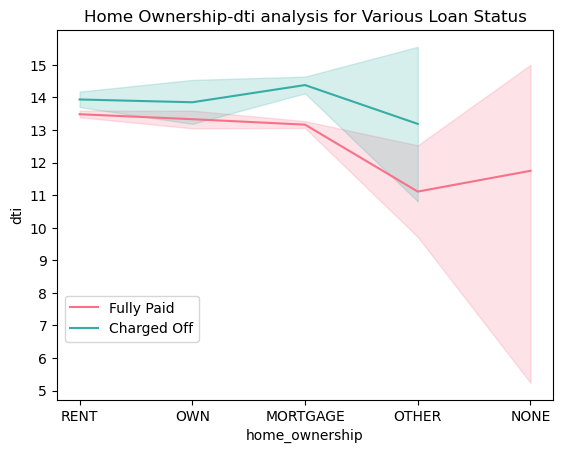 Home Ownership-dti analysis for Various Loan Status
15
14
13
12
11
10
9
8
7
6
5
dti
Fully Paid
Charged Off
RENT OWN MORTGAGE OTHER NONE
home_ownership